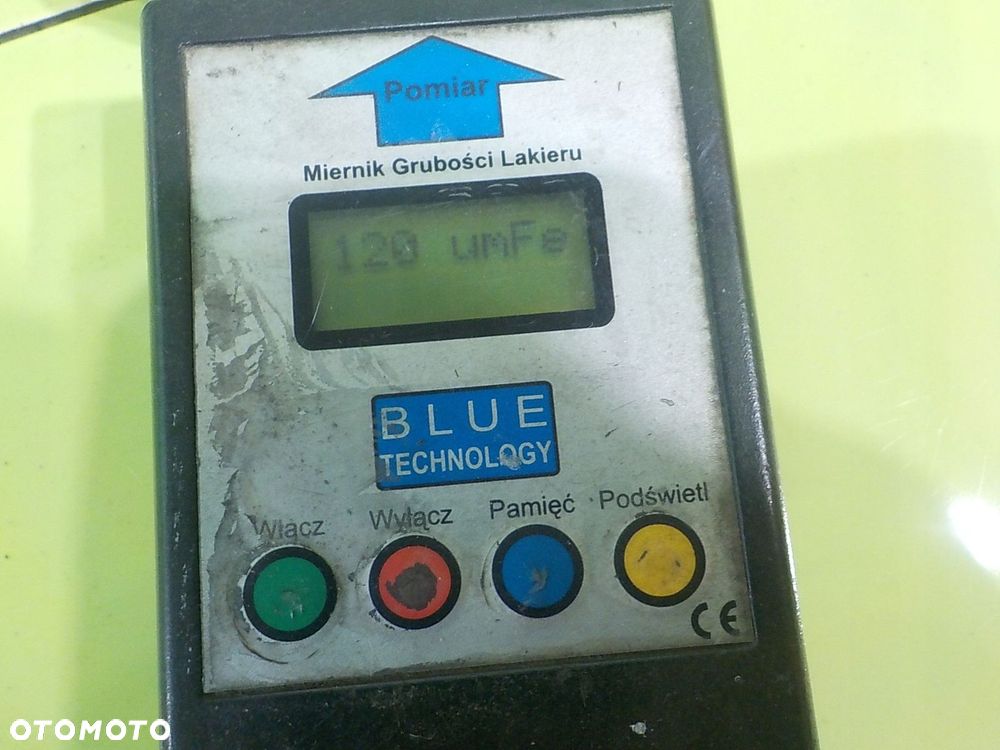 Pomiar
Miernik Grubości Lakieru
120 umFe
BLUE
TECHNOLOGY
Włącz Wyłącz Pamięć Podświetl
CE
OTOMOTO